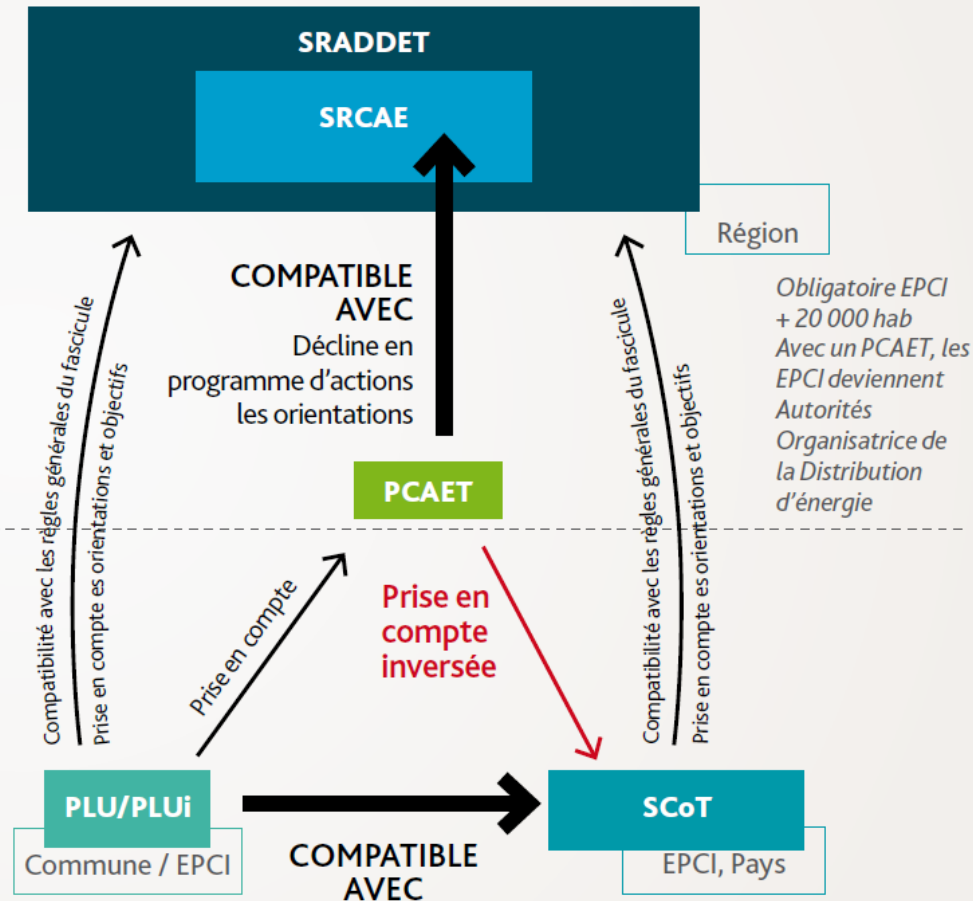 SRADDET
SRCAE
Région
COMPATIBLE
AVEC
Décline en
programme d’actions
les orientations
Obligatoire EPCI
+ 20 000 hab
Avec un PCAET, les
EPCI deviennent
Autorités
Organisatrice de
la Distribution
d’énergie
Compatibilité avec les règles générales du fascicule
Prise en compte es orientations et objectifs
PCAET
Compatibilité avec les règles générales du fascicule
Prise en compte es orientations et objectifs
Prise en compte
Prise en
compte
inversée
PLU/PLUi
Commune / EPCI
COMPATIBLE
AVEC
SCoT
EPCI, Pays